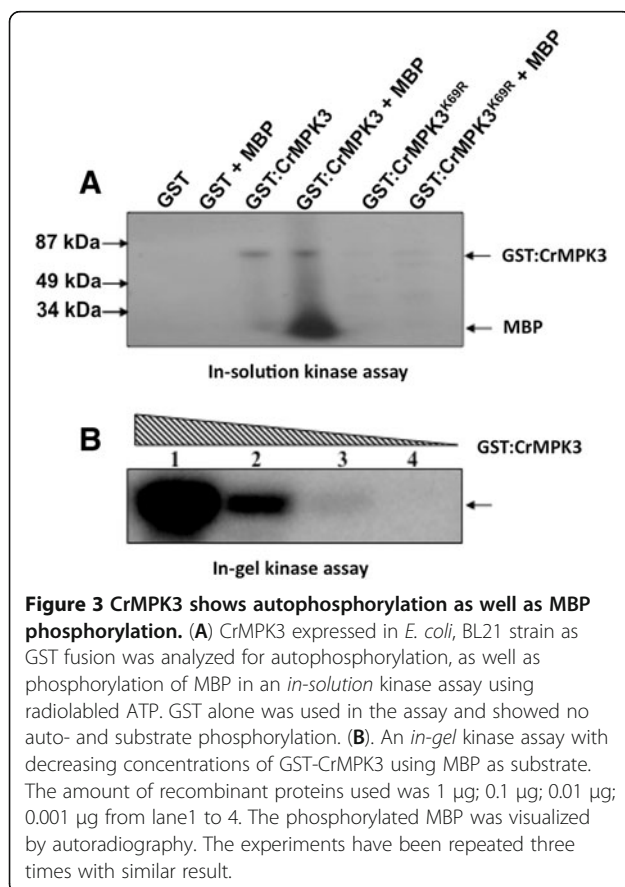 GST
GST + MBP
GST:CrMPK3
GST:CrMPK3 + MBP
GST:CrMPK3K69R
GST:CrMPK3K69R + MBP
A
87 kDa
49 kDa
34 kDa
GST:CrMPK3
MBP
In-solution kinase assay
B
GST:CrMPK3
1 2 3 4
In-gel kinase assay
Figure 3 CrMPK3 shows autophosphorylation as well as MBP
phosphorylation. (A) CrMPK3 expressed in E. coli, BL21 strain as
GST fusion was analyzed for autophosphorylation, as well as
phosphorylation of MBP in an in-solution kinase assay using
radiolabled ATP. GST alone was used in the assay and showed no
auto- and substrate phosphorylation. (B). An in-gel kinase assay with
decreasing concentrations of GST-CrMPK3 using MBP as substrate.
The amount of recombinant proteins used was 1 μg; 0.1 μg; 0.01 μg;
0.001 μg from lane1 to 4. The phosphorylated MBP was visualized
by autoradiography. The experiments have been repeated three
times with similar result.